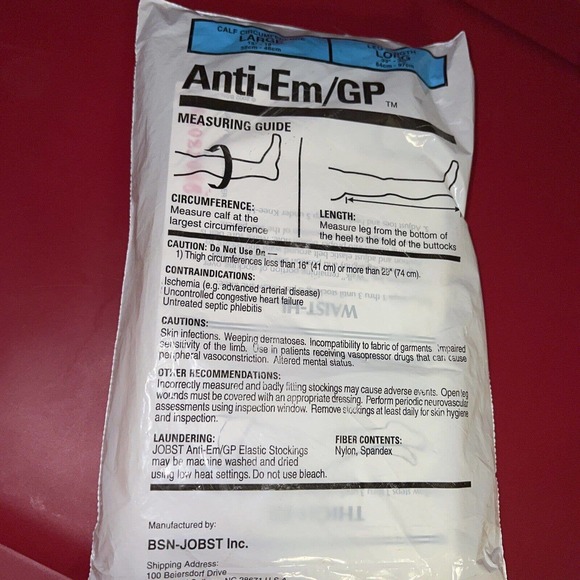 CALF CIRCUMFERENCE
LARGE
LONG
Anti-Em/GP TM
MEASURING GUIDE
CIRCUMFERENCE:
Measure calf at the
largest circumference
LENGTH:
Measure leg from the bottom of
the heel to the fold of the buttocks
CAUTION: Do Not Use On —
1) Thigh circumferences less than 16" (41 cm) or more than 29" (74 cm).
CONTRAINDICATIONS:
Ischemia (e.g. advanced arterial disease)
Uncontrolled congestive heart failure
Untreated septic phlebitis
CAUTIONS:
Skin infections. Weeping dermatoses. Incompatibility to fabric of garments. Impaired
sensitivity of the limb. Use in patients receiving vasopressor drugs that can cause
peripheral vasoconstriction. Altered mental status.
OTHER RECOMMENDATIONS:
Incorrectly measured and badly fitting stockings may cause adverse events. Open leg
wounds must be covered with an appropriate dressing. Perform periodic neurovascular
assessments using inspection window. Remove stockings at least daily for skin hygiene
and inspection.
LAUNDERING:
JOBST Anti-Em/GP Elastic Stockings
may be machine washed and dried
using low heat settings. Do not use bleach.
FIBER CONTENTS:
Nylon, Spandex
Manufactured by:
BSN-JOBST Inc.
Shipping Address:
100 Beiersdorf Drive
NC 28671 U.S.A.